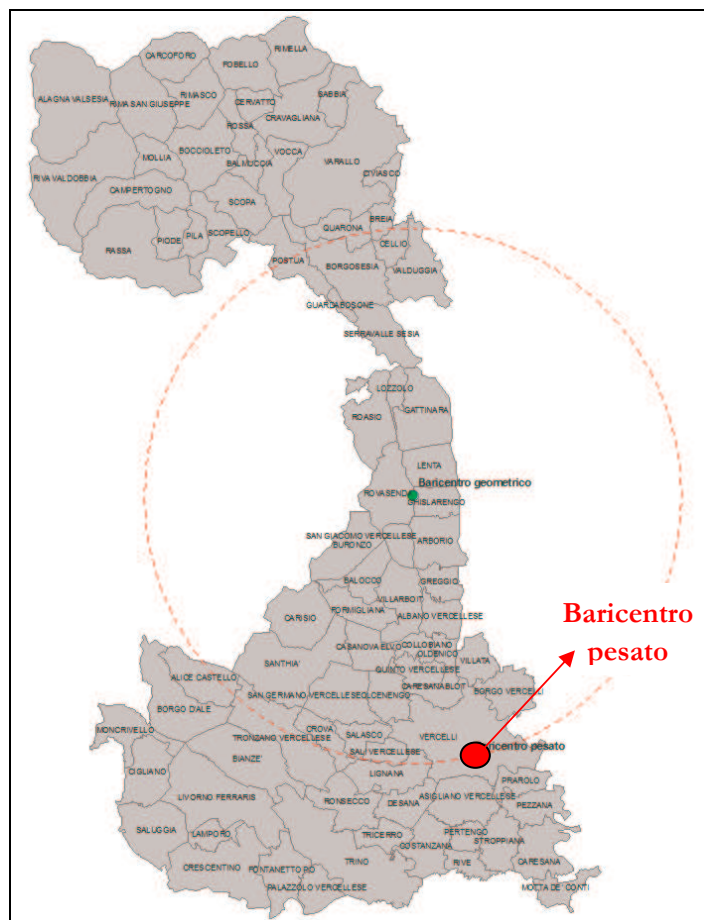 CARCOFORO
RIMELLA
FOBELLO
ALAGNA VALSESIA
RIMA SAN GIUSEPPE
RIMASCO
CERVATTO
SABBIA
CRAVAGLIANA
ROSSA
BOCCIOLETO
VOCCA
MOLLIA
BALMUCCIA
VARALLO
RIVA VALDOBBIA
CIVIASCO
CAMPERTOGNO
SCOPA
BREIA
QUARONA
PIODE
PILA
SCOPELLO
CELLIO
RASSA
POSTUA
BORGOSESIA
VALDUGGIA
GUARDABOSONE
SERRAVALLE SESIA
LOZZOLO
GATTINARA
ROASIO
LENTA
Baricentro geometrico
ROVASENDA
GHISLARENGO
SAN GIACOMO VERCELLESE
BURONZO
ARBORIO
BALOCCO
GREGGIO
VILLARBOIT
FORMIGLIANA
CARISIO
ALBANO VERCELLESE
Baricentro
pesato
CASANOVA ELVO
COLLOBIANO
OLDENICO
SANTHIA'
QUINTO VERCELLESE
VILLATA
ALICE CASTELLO
SAN GERMANO VERCELLESE
OLCENENGO
CARESANABLOT
BORGO VERCELLI
BORGO D'ALE
MONCRIVELLO
CROVA
SALASCO
VERCELLI
TRONZANO VERCELLESE
SALI VERCELLESE
ricentro pesato
BIANZE'
CIGLIANO
LIGNANA
PRAROLO
LIVORNO FERRARIS
RONSECCO
DESANA
ASIGLIANO VERCELLESE
PEZZANA
SALUGGIA
LAMPORO
TRICERRO
PERTENGO
COSTANZANA
STROPPIANA
CRESCENTINO
FONTANETTO PO
TRINO
RIVE
CARESANA
PALAZZOLO VERCELLESE
MOTTA DE' CONTI